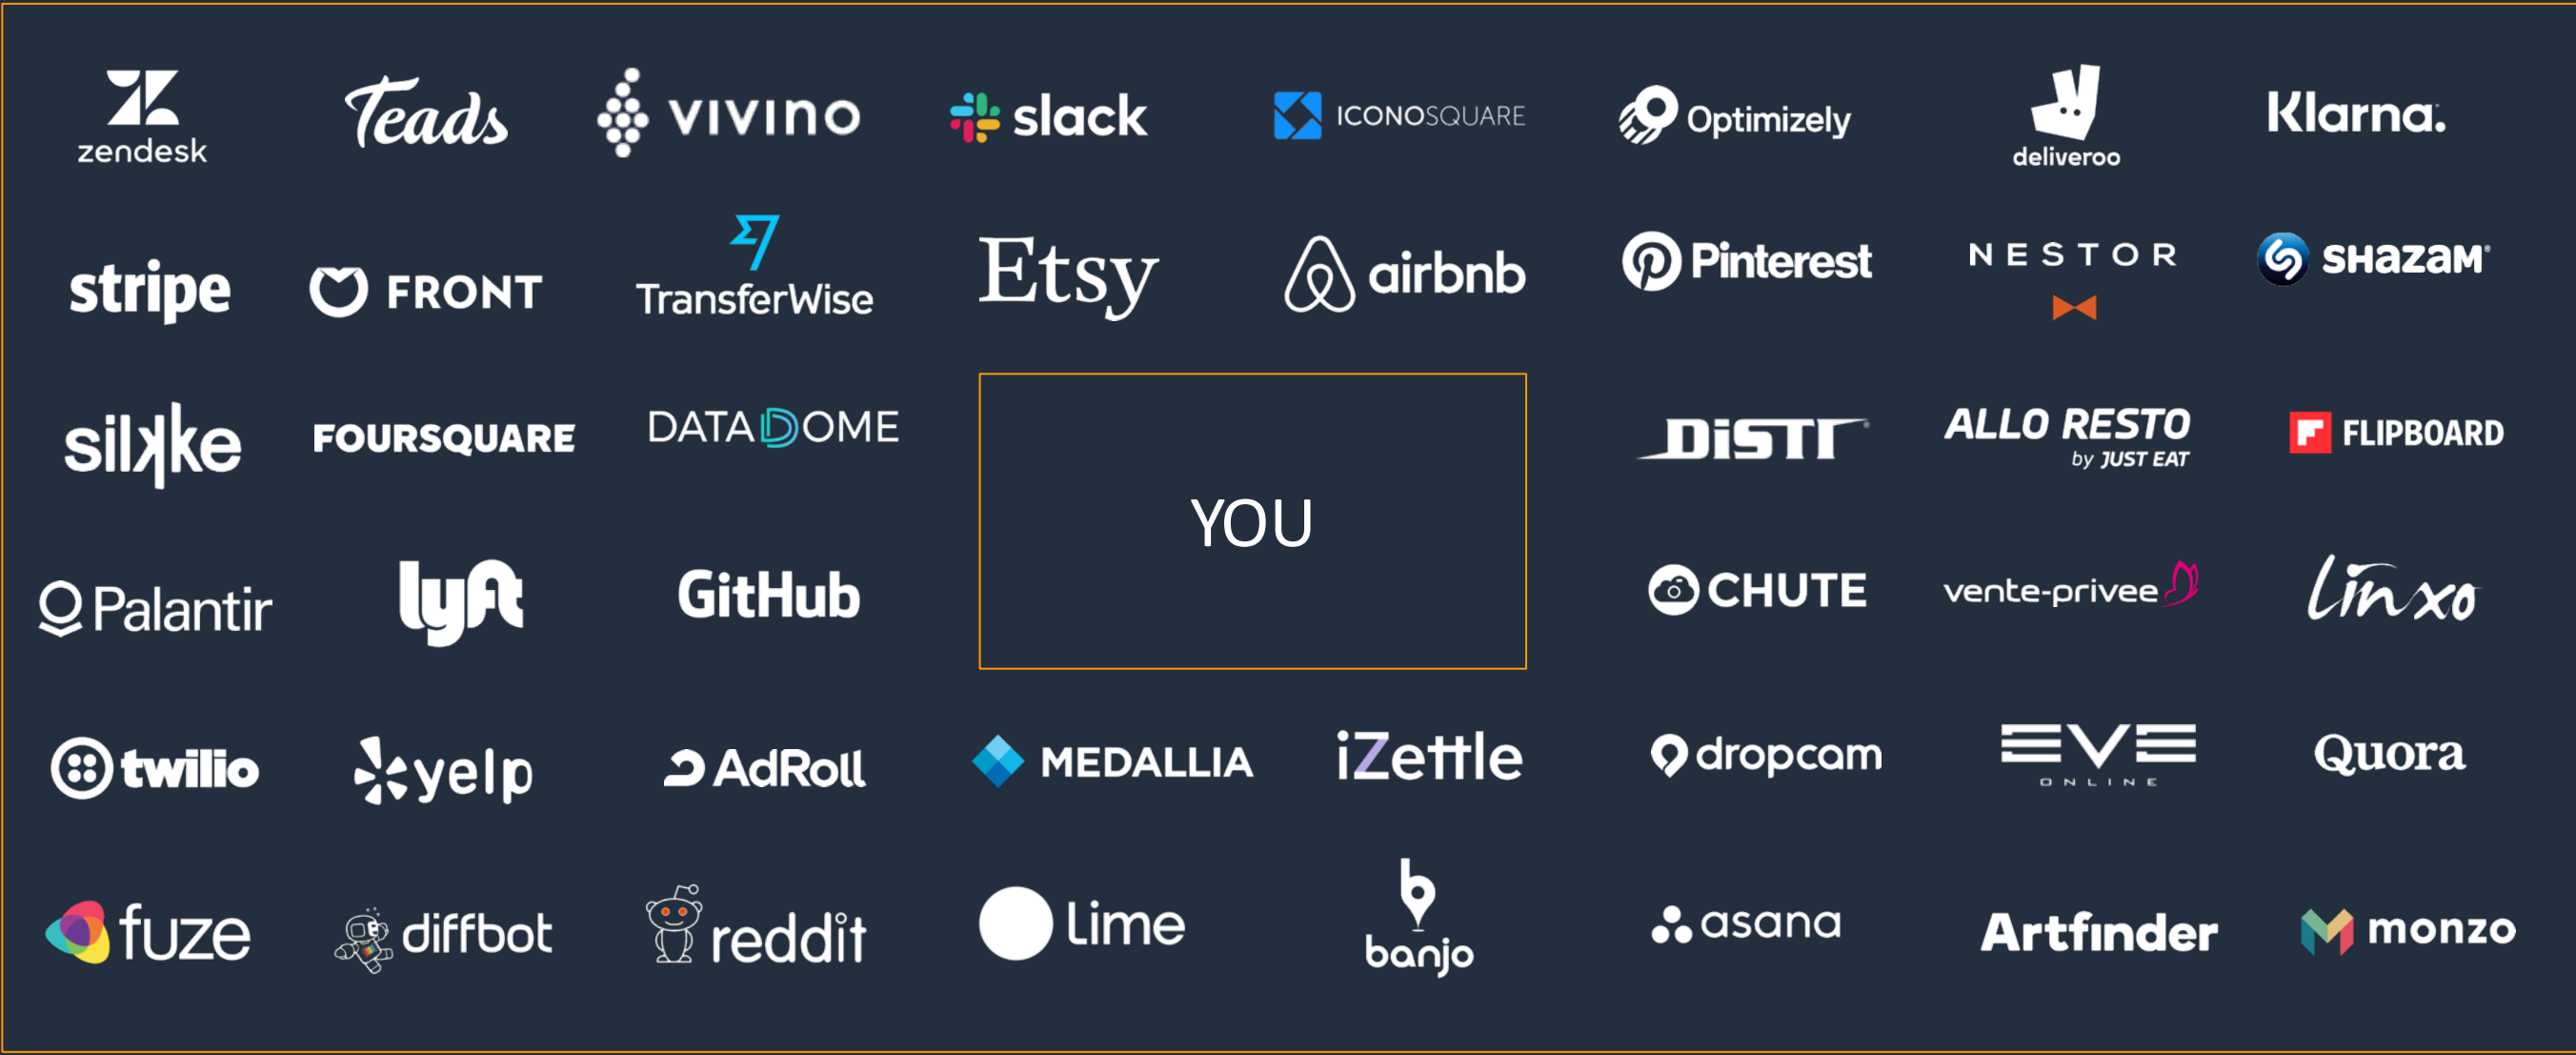 zendesk
Teads
VIVINO
slack
ICONOSQUARE
Optimizely
deliveroo
Klarna.
stripe
FRONT
TransferWise
Etsy
airbnb
Pinterest
NESTOR
SHAZAM
silkke
FOURSQUARE
DATADOME
YOU
DiSTI
ALLO RESTO
by JUST EAT
FLIPBOARD
Palantir
lyft
GitHub
CHUTE
vente-privee
Linxo
twilio
yelp
AdRoll
MEDALLIA
iZettle
dropcam
EVE
ONLINE
Quora
fuze
diffbot
reddit
Lime
banjo
asana
Artfinder
monzo